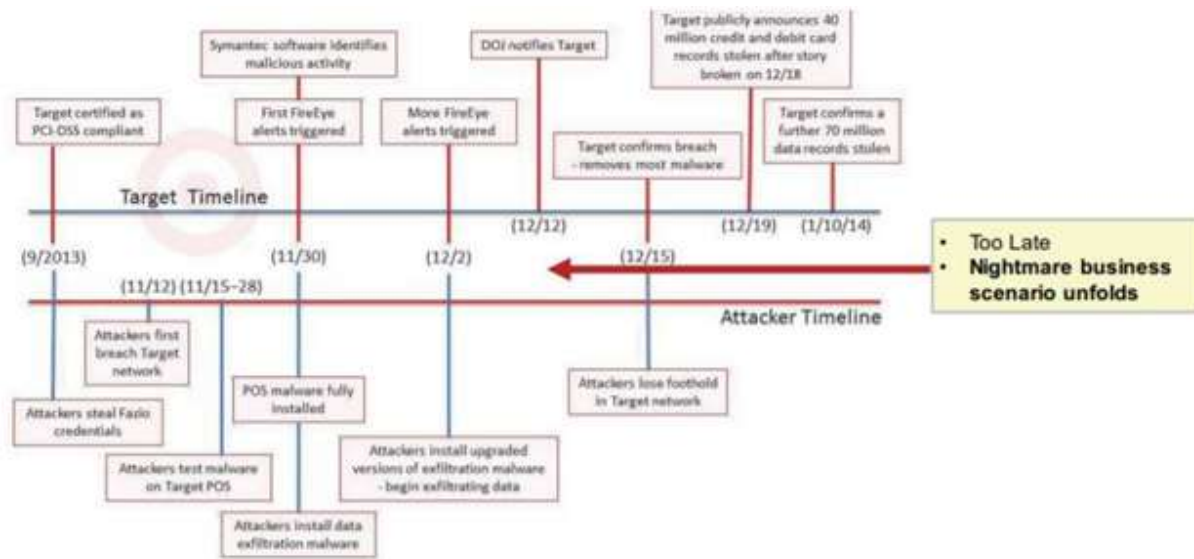 Target publicly announces 40
million credit and debit card
records stolen after story
broken on 12/18
Symantec software identifies
malicious activity
DOJ notifies Target
Target certified as
PCI-DSS compliant
First FireEye
alerts triggered
More FireEye
alerts triggered
Target confirms breach
- removes most malware
Target confirms a
further 70 million
data records stolen
Target Timeline
(12/12)
(12/19)
(1/10/14)
(9/2013)
(11/30)
(12/2)
(12/15)
• Too Late
• Nightmare business
scenario unfolds
(11/12)
(11/15–28)
Attacker Timeline
Attackers first
breach Target
network
Attackers steal Fazio
credentials
POS malware fully
installed
Attackers lose foothold
in Target network
Attackers test malware
on Target POS
Attackers install upgraded
versions of exfiltration malware
- begin exfiltrating data
Attackers install data
exfiltration malware